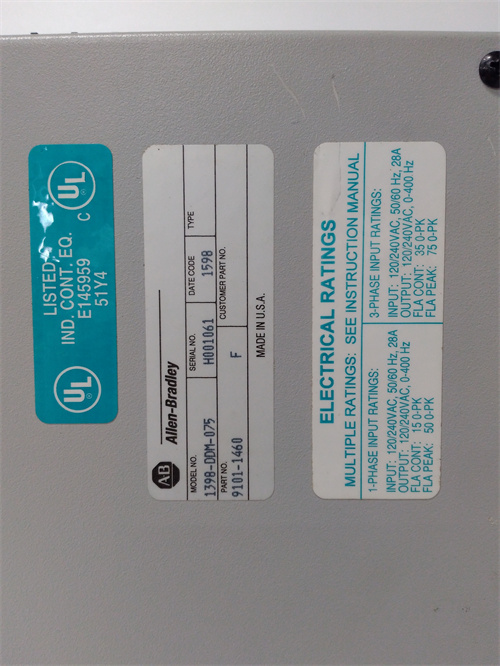 LISTED
IND. CONT. EQ.
E145959
51Y4
UL
®
C UL
AB Allen-Bradley
MODEL NO. SERIAL NO. DATE CODE TYPE
1398-DDM-075 H001061 1598
PART NO. CUSTOMER PART NO.
9101-1460 F
MADE IN U.S.A.
ELECTRICAL RATINGS
MULTIPLE RATINGS: SEE INSTRUCTION MANUAL
1-PHASE INPUT RATINGS:
INPUT: 120/240VAC, 50/60 Hz, 28A
OUTPUT: 120/240VAC, 0-400 Hz
FLA CONT: 15 0-PK
FLA PEAK: 50 0-PK
3-PHASE INPUT RATINGS:
INPUT: 120/240VAC, 50/60 Hz, 28A
OUTPUT: 120/240VAC, 0-400 Hz
FLA CONT: 35 0-PK
FLA PEAK: 75 0-PK